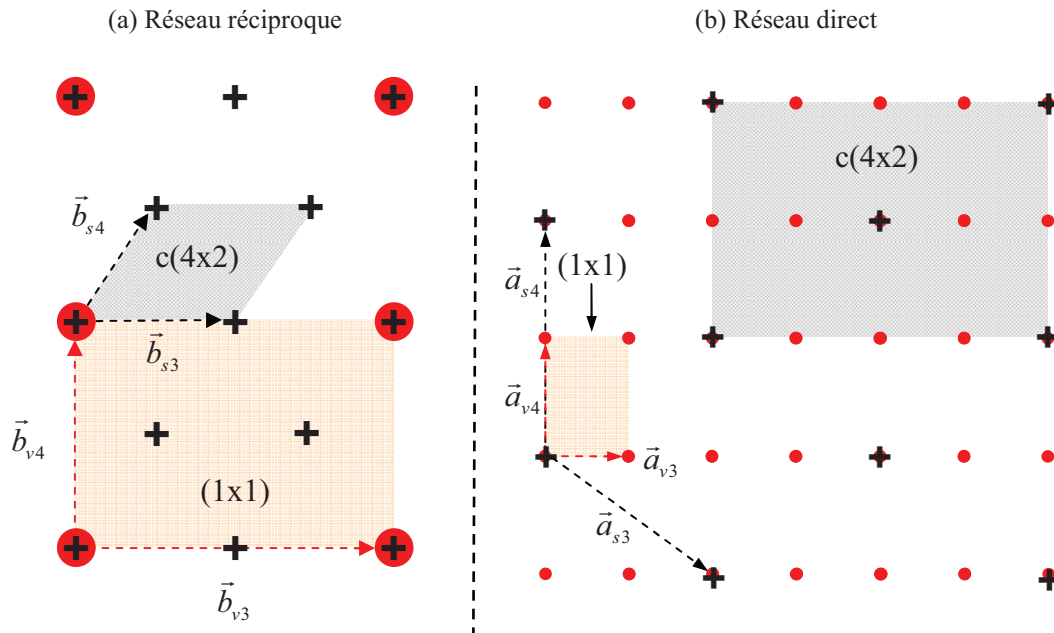 (a) Réseau réciproque
(b) Réseau direct
c(4x2)
b⃗s4
c(4x2)
(1x1)
a⃗s4
b⃗s3
a⃗v4
b⃗v4
a⃗v3
(1x1)
a⃗s3
b⃗v3